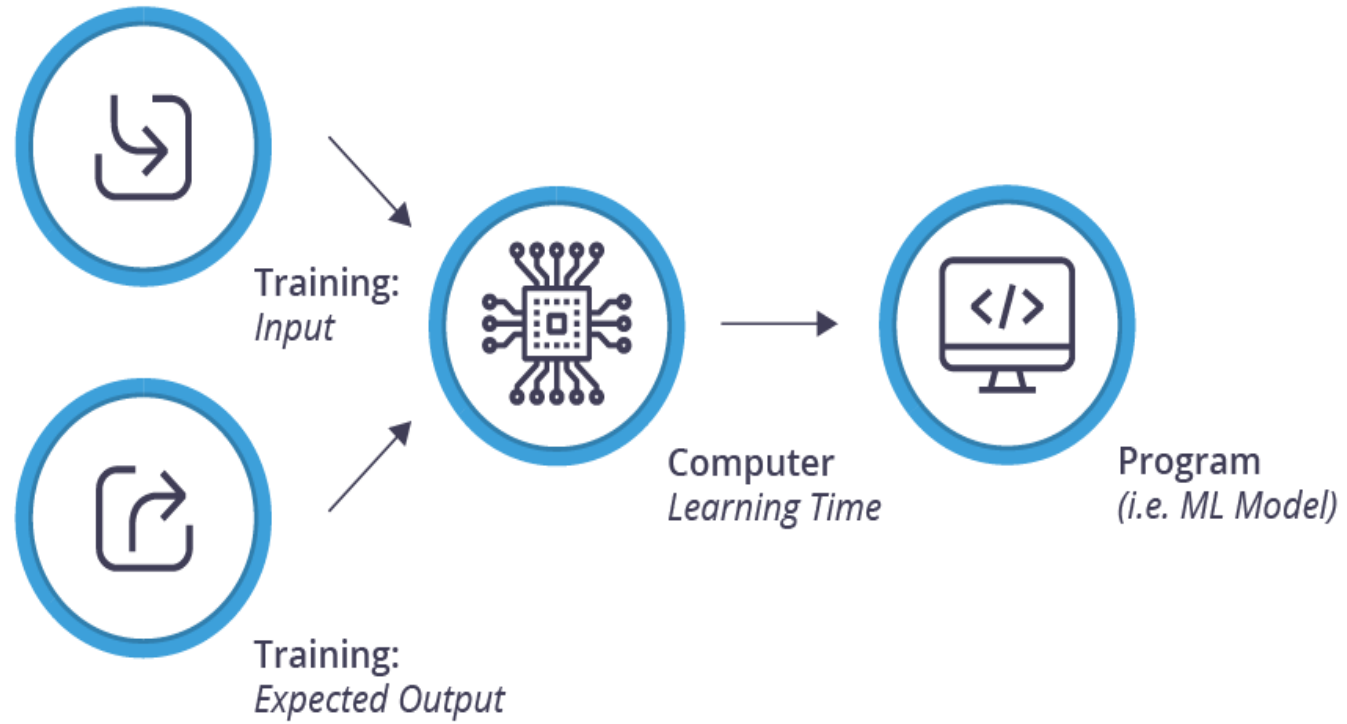 Training:
Input
</>
Computer
Learning Time
Program
(i.e. ML Model)
Training:
Expected Output